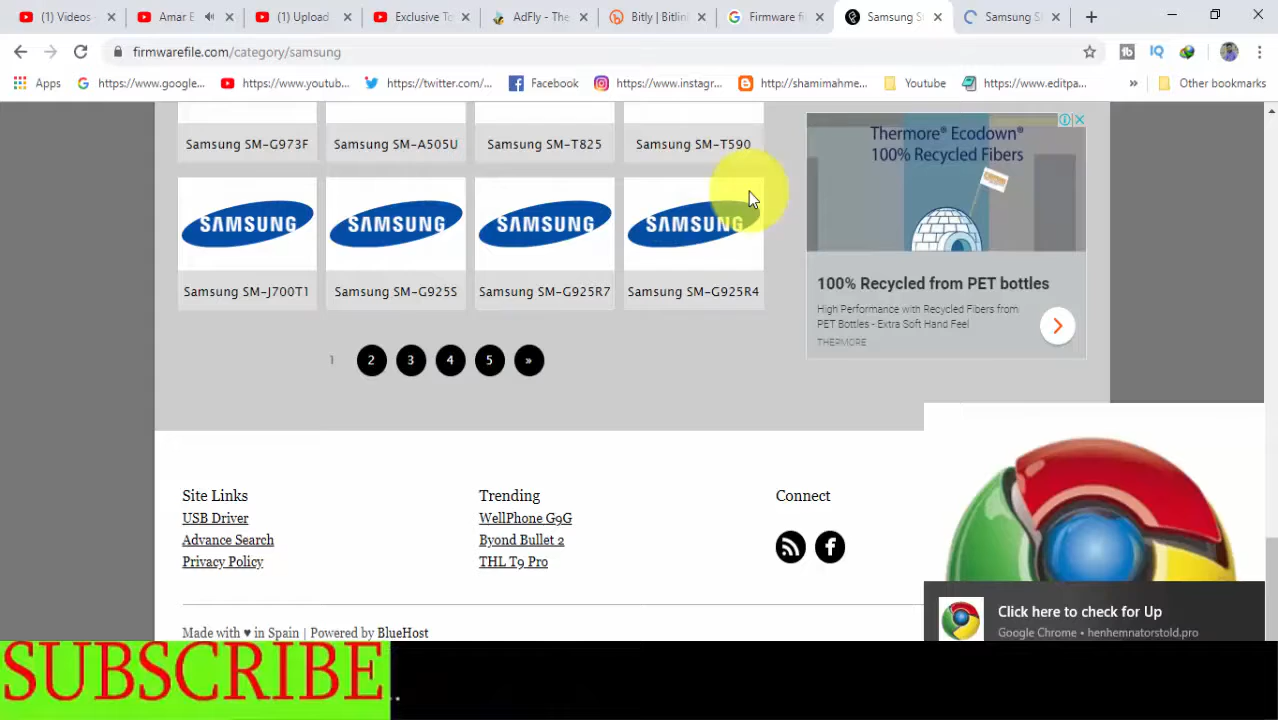 (1) Videos -
Amar E
(1) Upload
Exclusive To
AdFly - The
Bitly | Bitlin
Firmware fi
Samsung S
Samsung SM
firmwarefile.com/category/samsung
Apps
https://www.google...
https://www.youtub...
https://twitter.com/...
Facebook
https://www.instagr...
http://shamimahme...
Youtube
https://www.editpa...
»
Other bookmarks
Samsung SM-G973F
Samsung SM-A505U
Samsung SM-T825
Samsung SM-T590
SAMSUNG
SAMSUNG
SAMSUNG
SAMSUNG
Samsung SM-J700T1
Samsung SM-G925S
Samsung SM-G925R7
Samsung SM-G925R4
1 2 3 4 5 »
Thermore® Ecodown®
100% Recycled Fibers
100% Recycled from PET bottles
High Performance with Recycled Fibers from
PET Bottles - Extra Soft Hand Feel
THERMORE
Site Links
USB Driver
Advance Search
Privacy Policy
Trending
WellPhone G9G
Byond Bullet 2
THL T9 Pro
Connect
Click here to check for Up
Google Chrome • henhemnatorstold.pro
Made with ♥ in Spain | Powered by BlueHost
SUBSCRIBE..